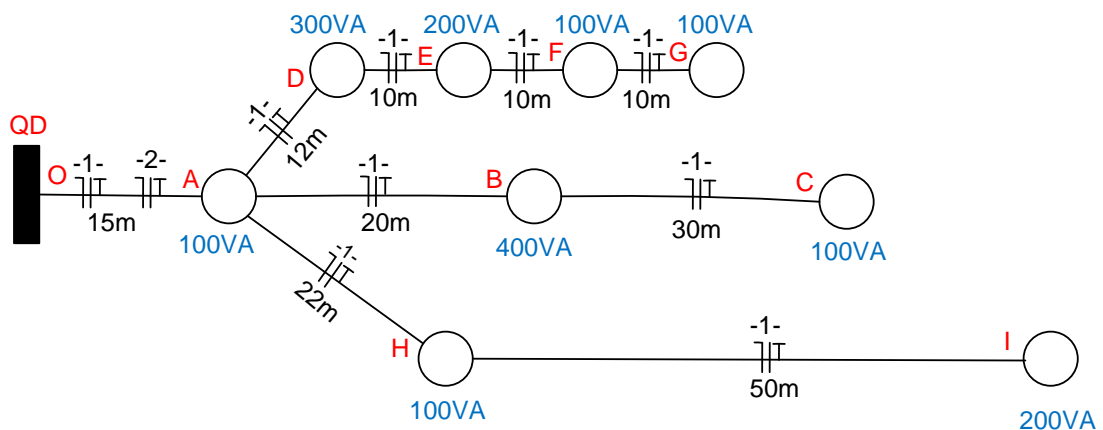 300VA 200VA 100VA 100VA
-1- -1- -1-
D E F G
10m 10m 10m
-1-
12m
QD
O -1- -2- A -1- B -1- C
15m 20m 30m
100VA 400VA 100VA
-1-
22m
H -1- I
50m
100VA 200VA